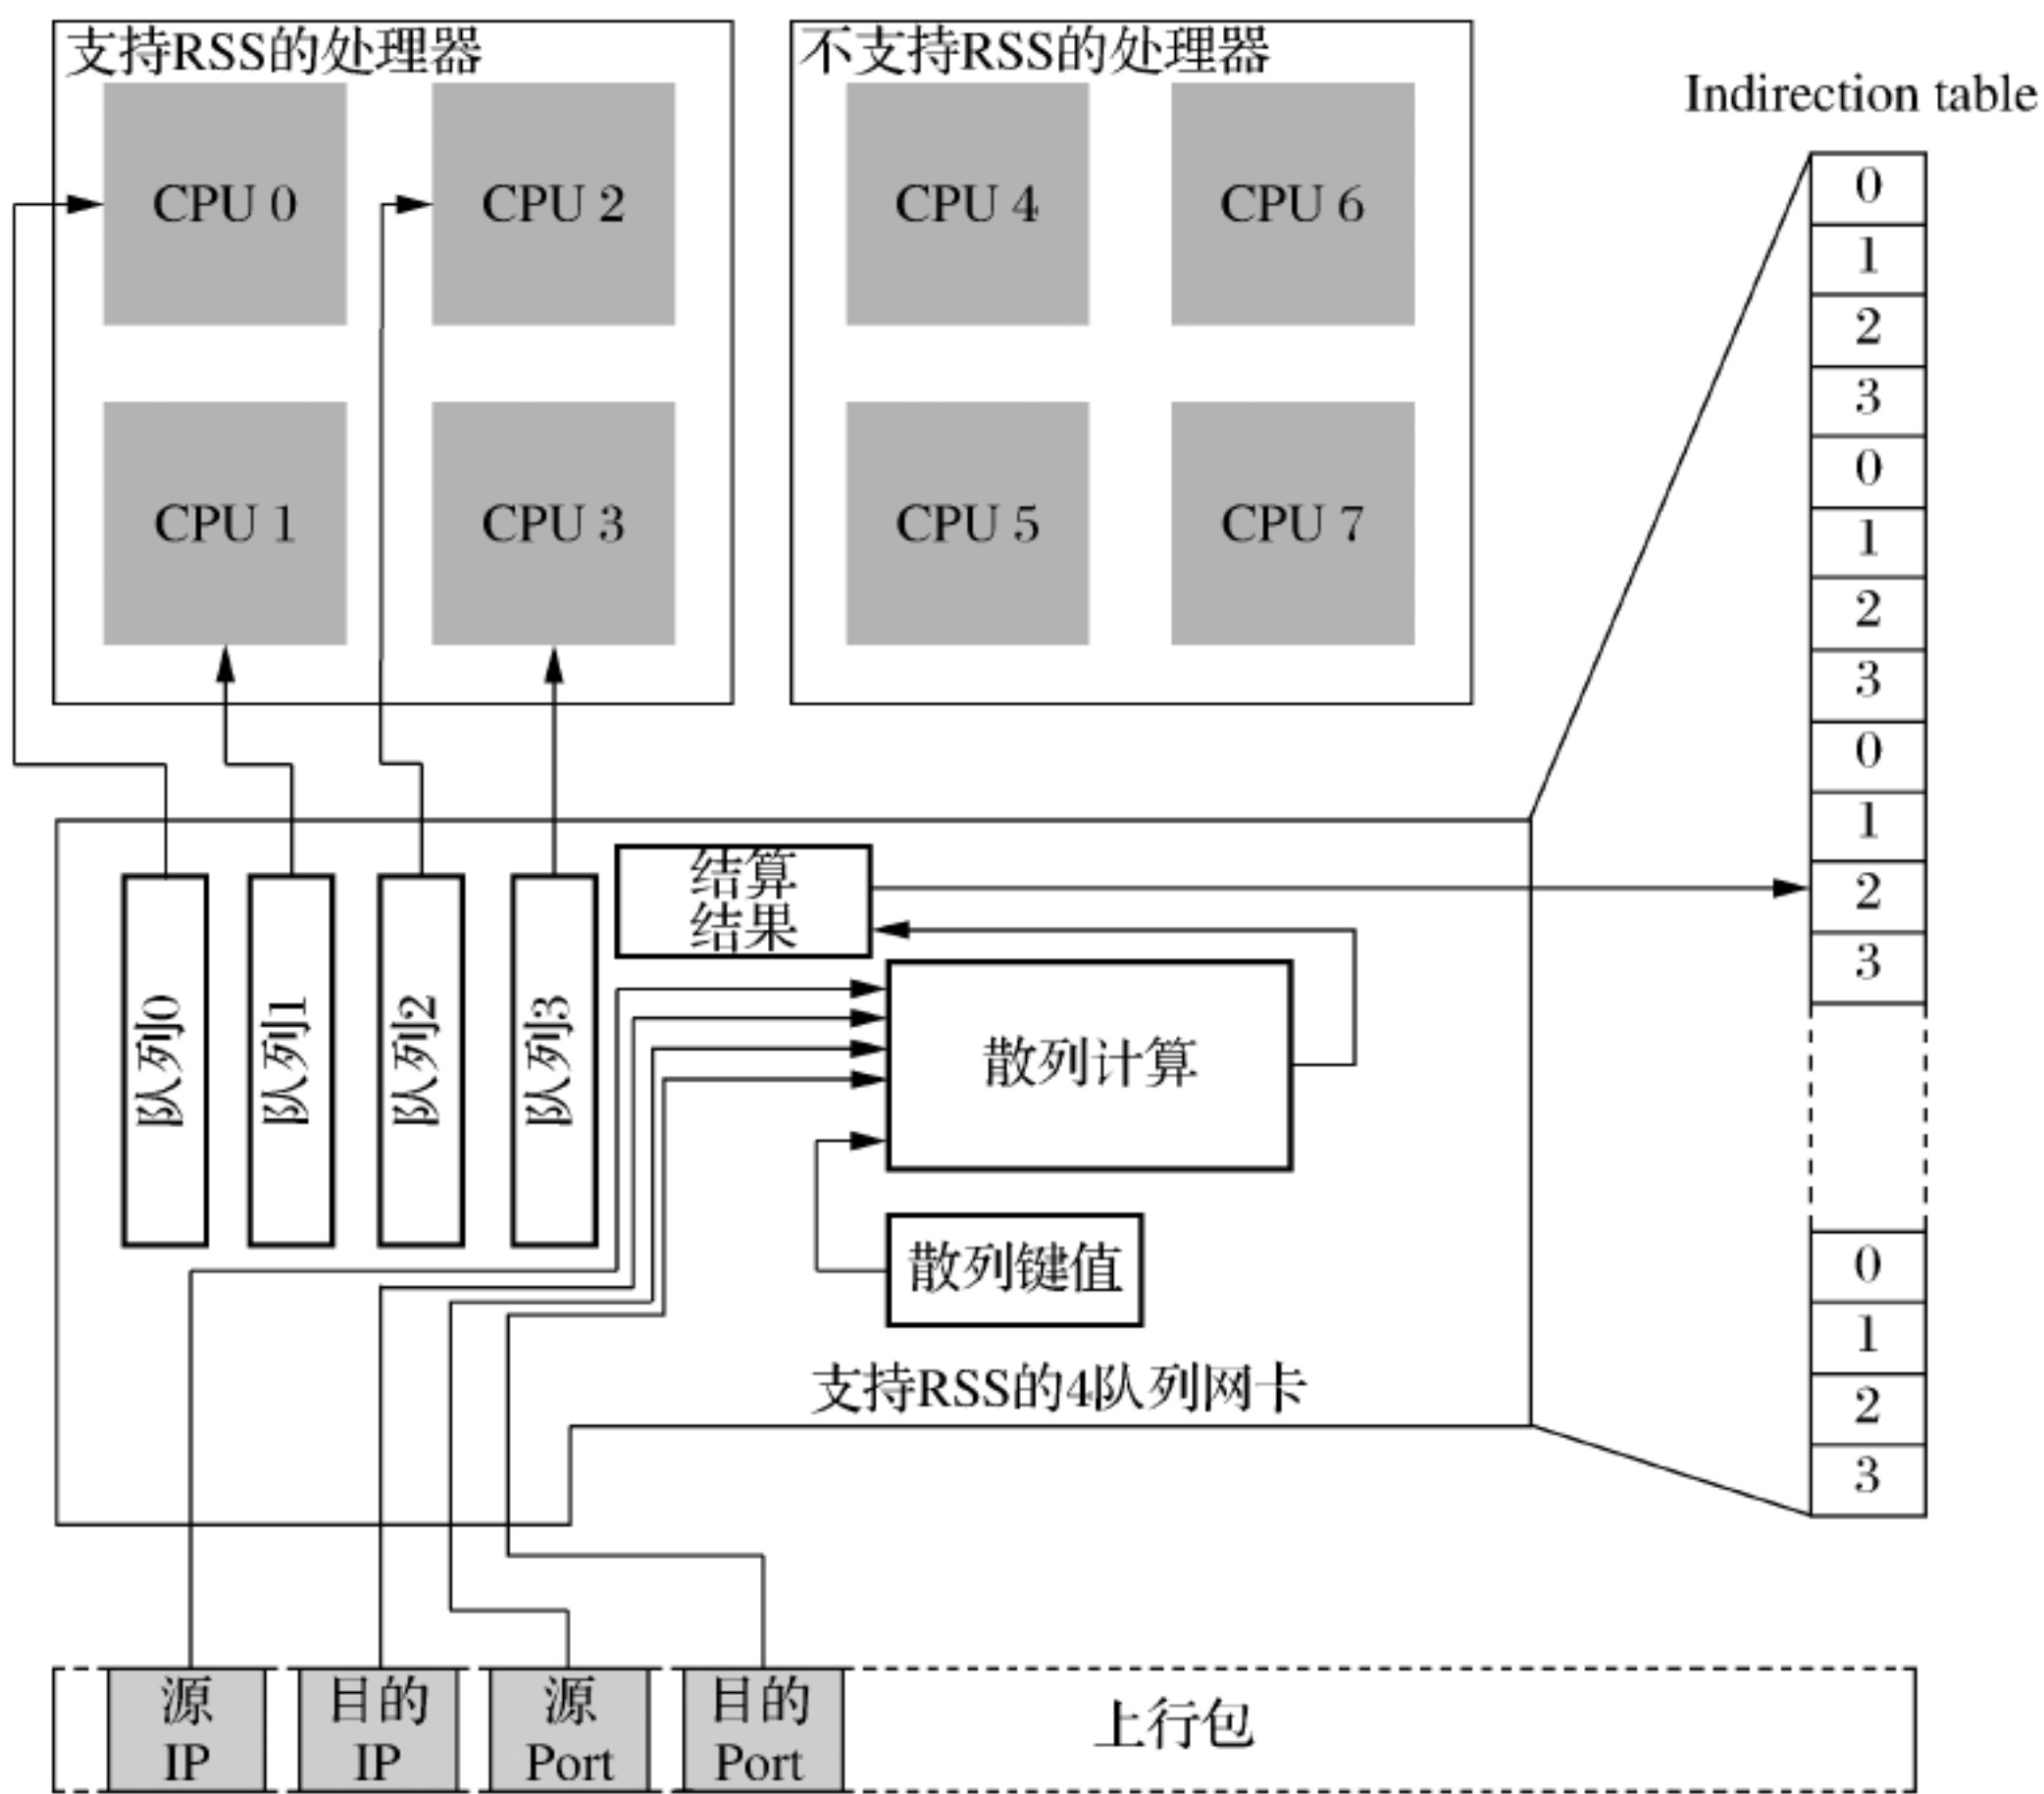 支持RSS的处理器
CPU 0
CPU 2
CPU 1
CPU 3
不支持RSS的处理器
CPU 4
CPU 6
CPU 5
CPU 7
Indirection table
0
1
2
3
0
1
2
3
0
1
2
3
0
1
2
3
队列0
队列1
队列2
队列3
结算
结果
散列计算
散列键值
支持RSS的4队列网卡
源
IP
目的
IP
源
Port
目的
Port
上行包